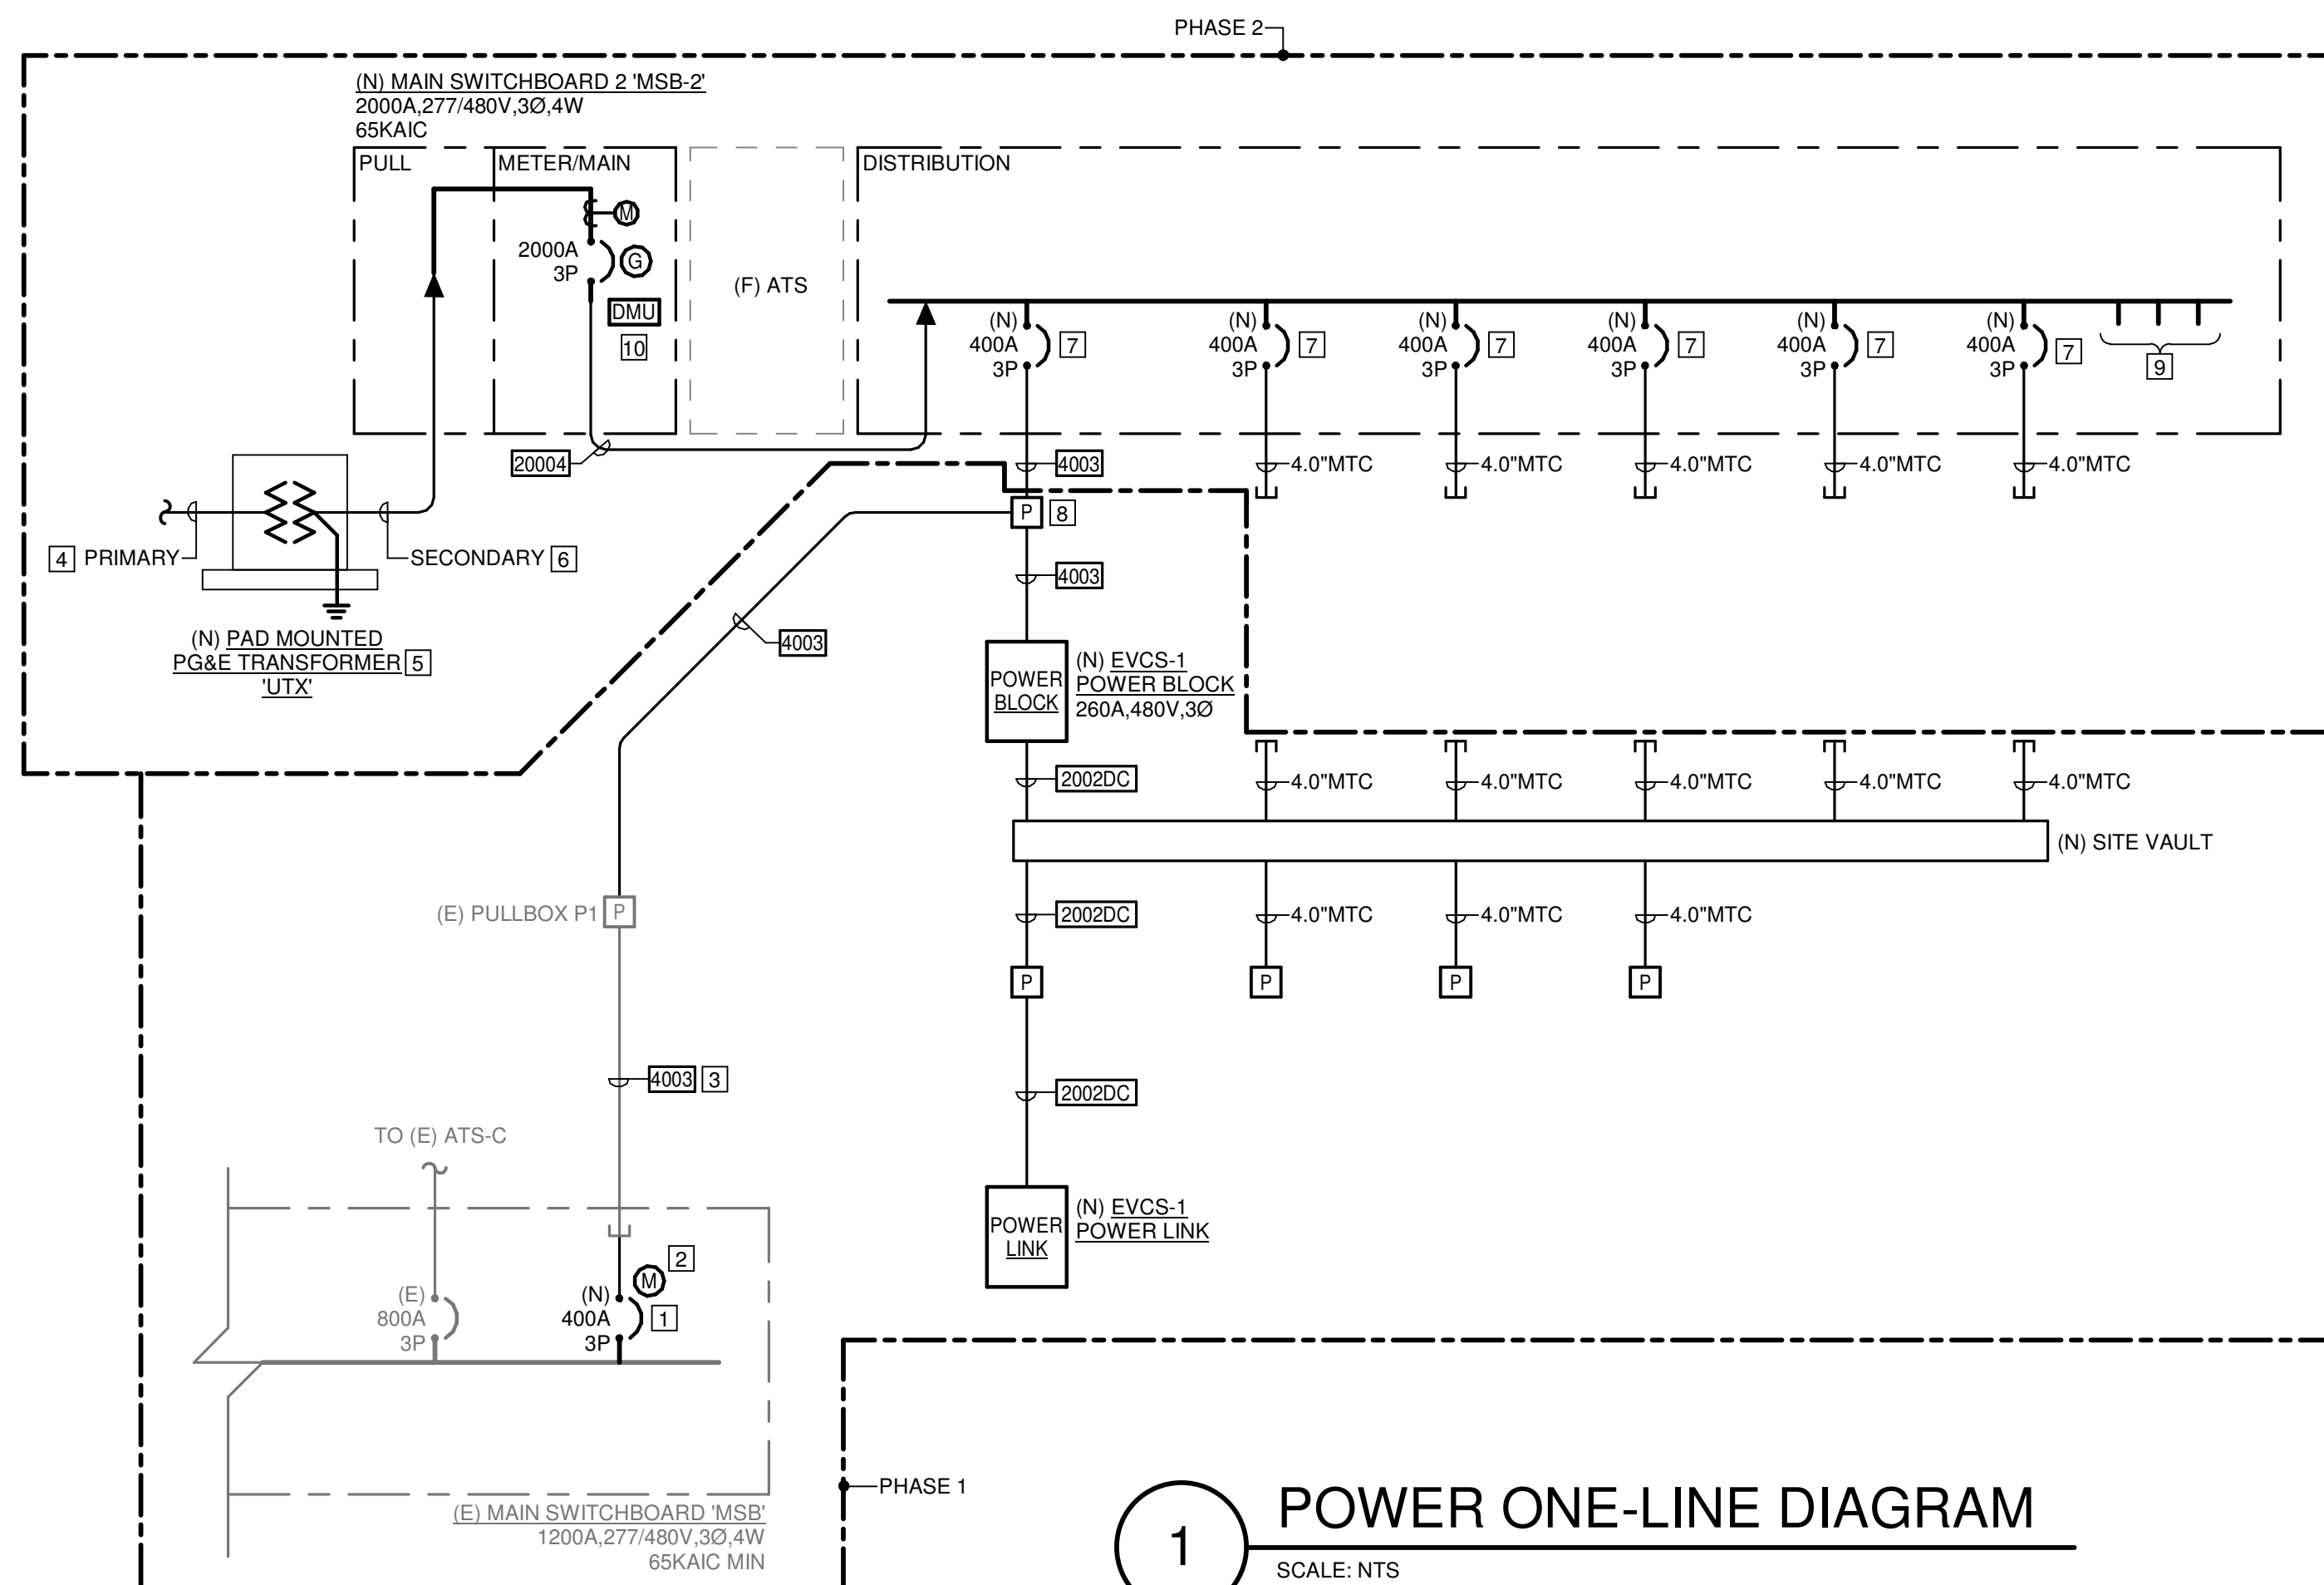 PHASE 2
(N) MAIN SWITCHBOARD 2 'MSB-2'
2000A,277/480V,3Ø,4W
65KAIC
PULL
METER/MAIN
DISTRIBUTION
M
2000A
3P
G
DMU
10
(F) ATS
(N)
400A
3P
7
(N)
400A
3P
7
(N)
400A
3P
7
(N)
400A
3P
7
(N)
400A
3P
7
(N)
400A
3P
7
9
20004
4003
4.0"MTC
4.0"MTC
4.0"MTC
4.0"MTC
4.0"MTC
P
8
4 PRIMARY
SECONDARY 6
4003
4003
(N) PAD MOUNTED
PG&E TRANSFORMER 5
'UTX'
POWER
BLOCK
(N) EVCS-1
POWER BLOCK
260A,480V,3Ø
2002DC
4.0"MTC
4.0"MTC
4.0"MTC
4.0"MTC
4.0"MTC
(N) SITE VAULT
(E) PULLBOX P1
P
2002DC
4.0"MTC
4.0"MTC
4.0"MTC
P
P
P
P
4003 3
2002DC
TO (E) ATS-C
POWER
LINK
(N) EVCS-1
POWER LINK
(E)
800A
3P
2
M
(N)
400A
3P
1
(E) MAIN SWITCHBOARD 'MSB'
1200A,277/480V,3Ø,4W
65KAIC MIN
PHASE 1
1
POWER ONE-LINE DIAGRAM
SCALE: NTS